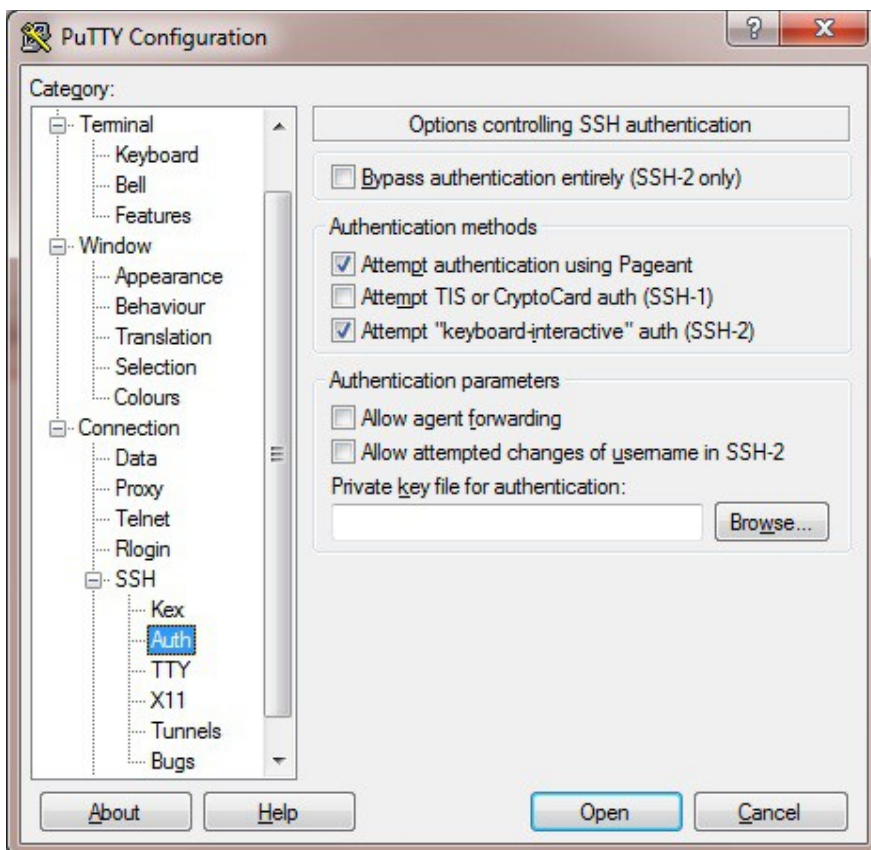 PuTTY Configuration
Category:
Terminal
Keyboard
Bell
Features
Window
Appearance
Behaviour
Translation
Selection
Colours
Connection
Data
Proxy
Telnet
Rlogin
SSH
Kex
Auth
TTY
X11
Tunnels
Bugs
Options controlling SSH authentication
Bypass authentication entirely (SSH-2 only)
Authentication methods
Attempt authentication using Pageant
Attempt TIS or CryptoCard auth (SSH-1)
Attempt "keyboard-interactive" auth (SSH-2)
Authentication parameters
Allow agent forwarding
Allow attempted changes of username in SSH-2
Private key file for authentication:
Browse...
About
Help
Open
Cancel